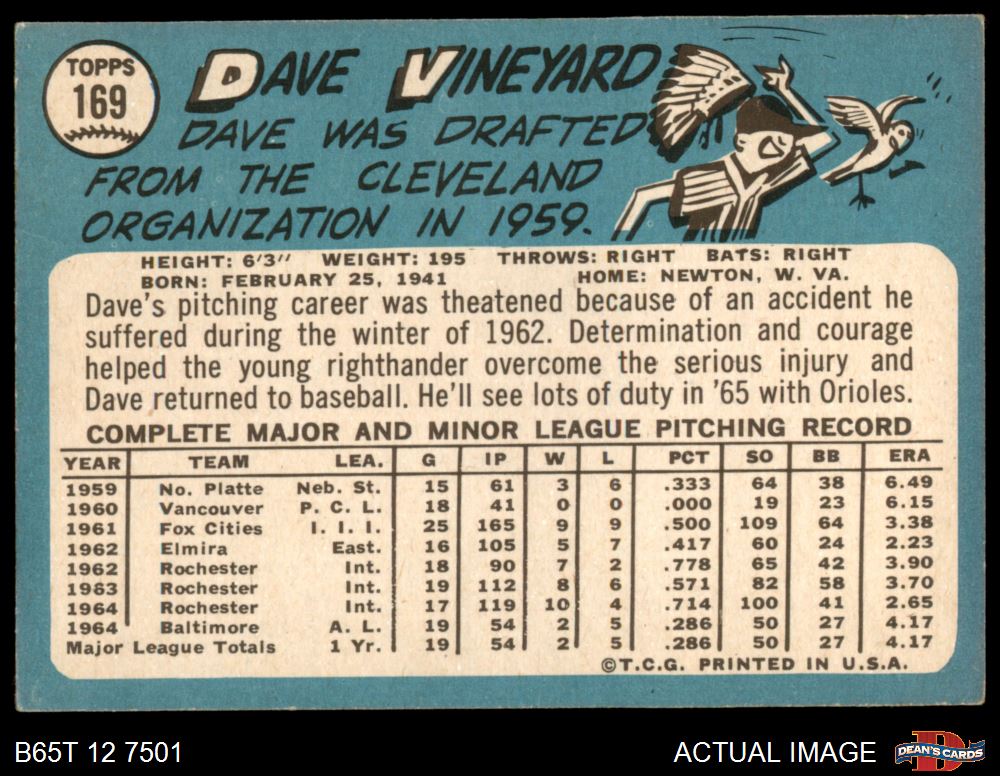 TOPPS
169
DAVE VINEYARD
DAVE WAS DRAFTED
FROM THE CLEVELAND
ORGANIZATION IN 1959.
HEIGHT: 6'3" WEIGHT: 195 THROWS: RIGHT BATS: RIGHT
BORN: FEBRUARY 25, 1941 HOME: NEWTON, W. VA.
Dave's pitching career was theatened because of an accident he
suffered during the winter of 1962. Determination and courage
helped the young righthander overcome the serious injury and
Dave returned to baseball. He'll see lots of duty in '65 with Orioles.
COMPLETE MAJOR AND MINOR LEAGUE PITCHING RECORD
YEAR TEAM LEA. G IP W L PCT SO BB ERA
1959 No. Platte Neb. St. 15 61 3 6 .333 64 38 6.49
1960 Vancouver P. C. L. 18 41 0 0 .000 19 23 6.15
1961 Fox Cities I. I. I. 25 165 9 9 .500 109 64 3.38
1962 Elmira East. 16 105 5 7 .417 60 24 2.23
1962 Rochester Int. 18 90 7 2 .778 65 42 3.90
1963 Rochester Int. 19 112 8 6 .571 82 58 3.70
1964 Rochester Int. 17 119 10 4 .714 100 41 2.65
1964 Baltimore A. L. 19 54 2 5 .286 50 27 4.17
Major League Totals 1 Yr. 19 54 2 5 .286 50 27 4.17
©T.C.G. PRINTED IN U.S.A.
B65T 12 7501 ACTUAL IMAGE DEAN'S CARDS